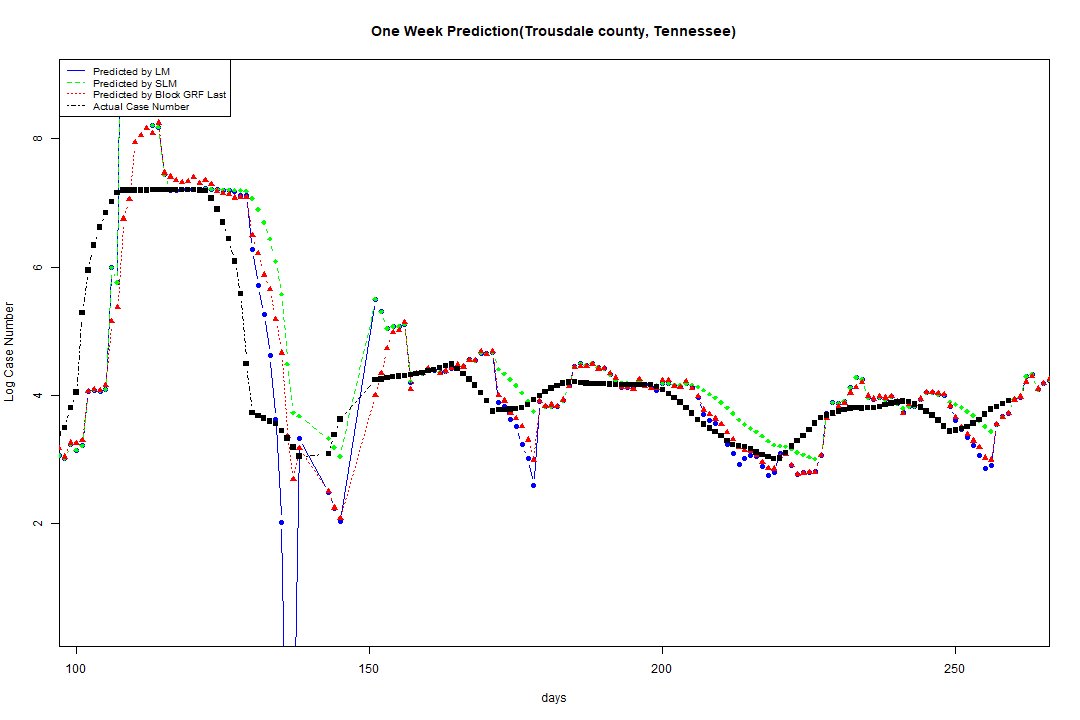 One Week Prediction(Trousdale county, Tennessee)
Predicted by LM
Predicted by SLM
Predicted by Block GRF Last
Actual Case Number
8
6
4
2
Log Case Number
100 150 200 250
days